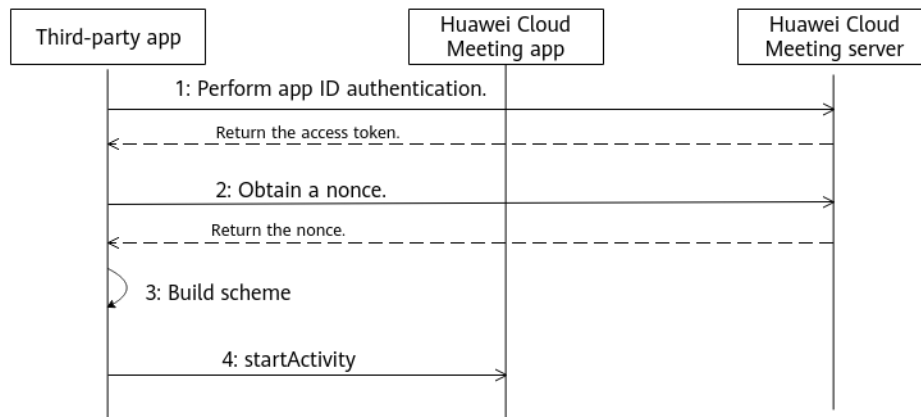 Third-party app
Huawei Cloud
Meeting app
Huawei Cloud
Meeting server
1: Perform app ID authentication.
Return the access token.
2: Obtain a nonce.
Return the nonce.
3: Build scheme
4: startActivity